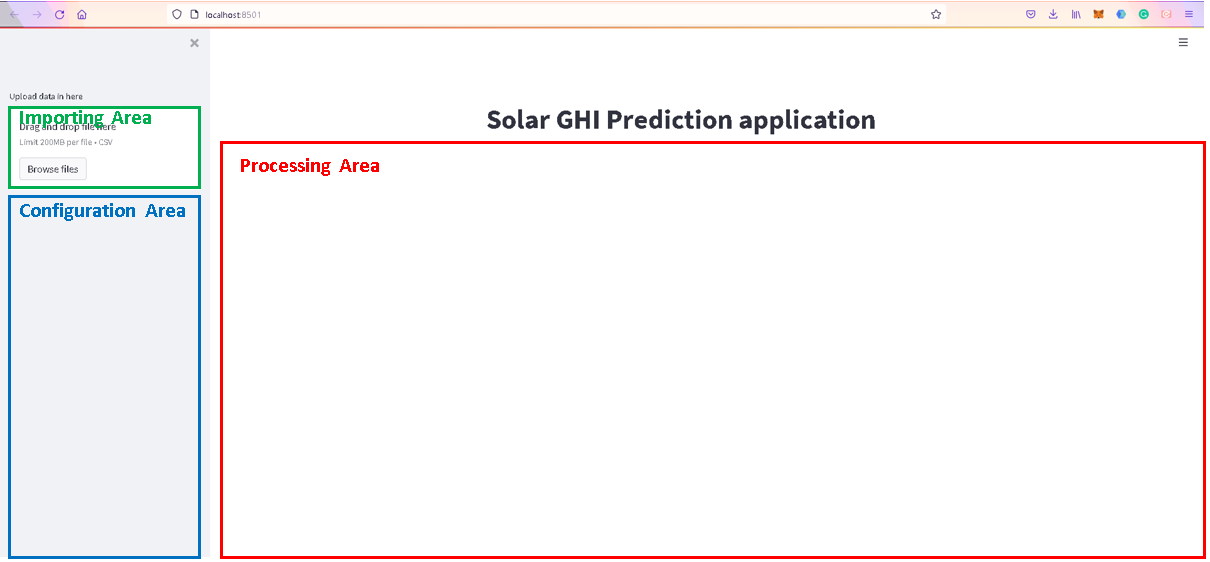 localhost:8501
Upload data in here
Importing Area
Drag and drop file here
Limit 200MB per file • CSV
Browse files
Configuration Area
Solar GHI Prediction application
Processing Area